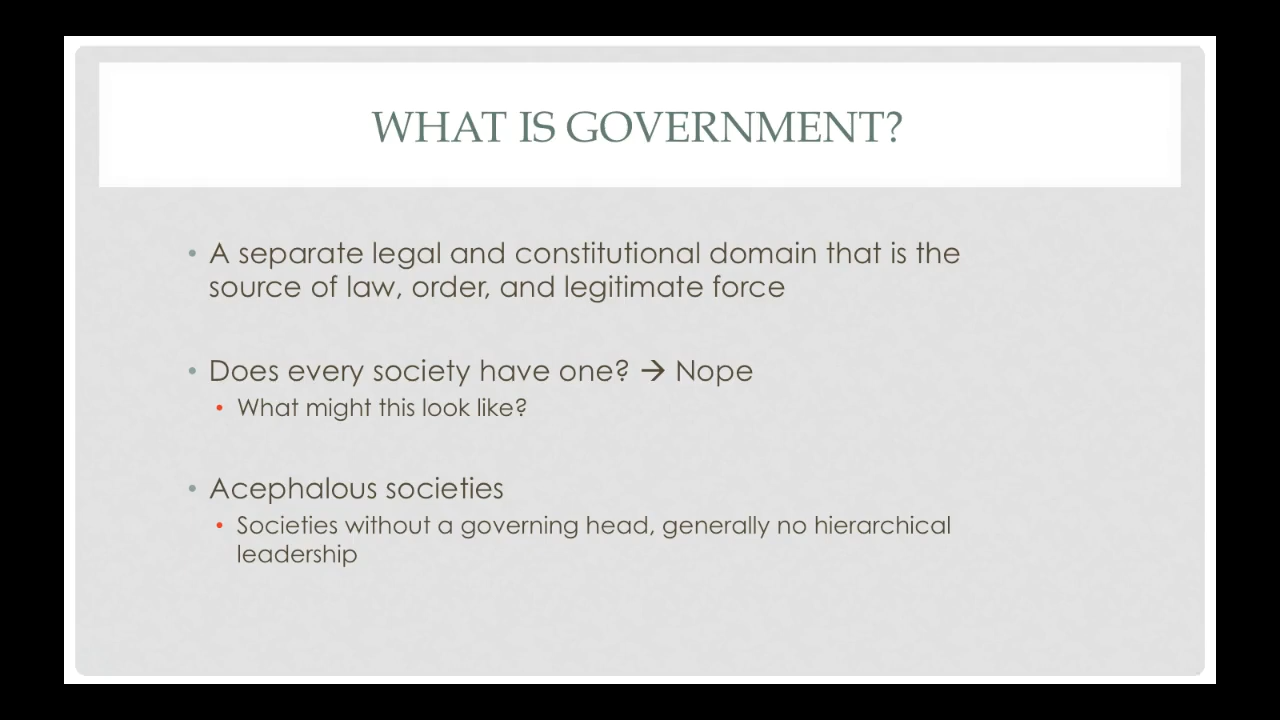 WHAT IS GOVERNMENT?
• A separate legal and constitutional domain that is the
source of law, order, and legitimate force
• Does every society have one? → Nope
• What might this look like?
• Acephalous societies
• Societies without a governing head, generally no hierarchical
leadership